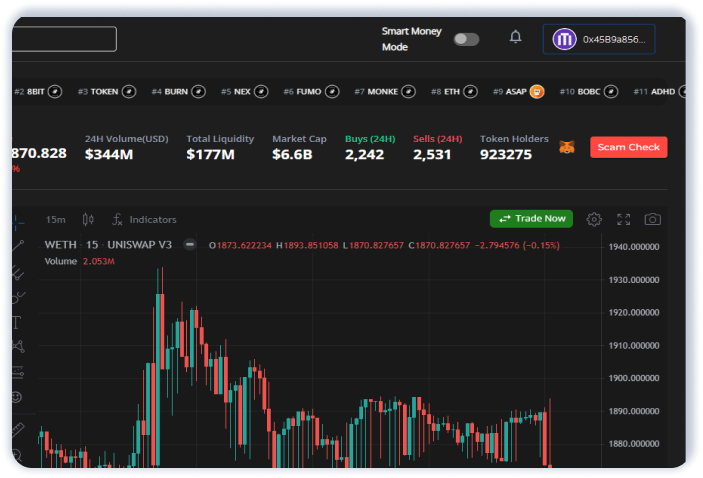 Smart Money
Mode
0x45B9a856...
#2 8BIT #3 TOKEN #4 BURN #5 NEX #6 FUMO #7 MONKE #8 ETH #9 ASAP #10 BOBC #11 ADHD
24H Volume(USD) Total Liquidity Market Cap Buys (24H) Sells (24H) Token Holders
870.828 $344M $177M $6.6B 2,242 2,531 923275 Scam Check
%
15m Indicators Trade Now
WETH · 15 · UNISWAP V3 O1873.622234 H1893.851058 L1870.827657 C1870.827657 −2.794576 (−0.15%)
Volume 2.053M
1940.000000
1930.000000
1920.000000
1910.000000
1900.000000
1890.000000
1880.000000